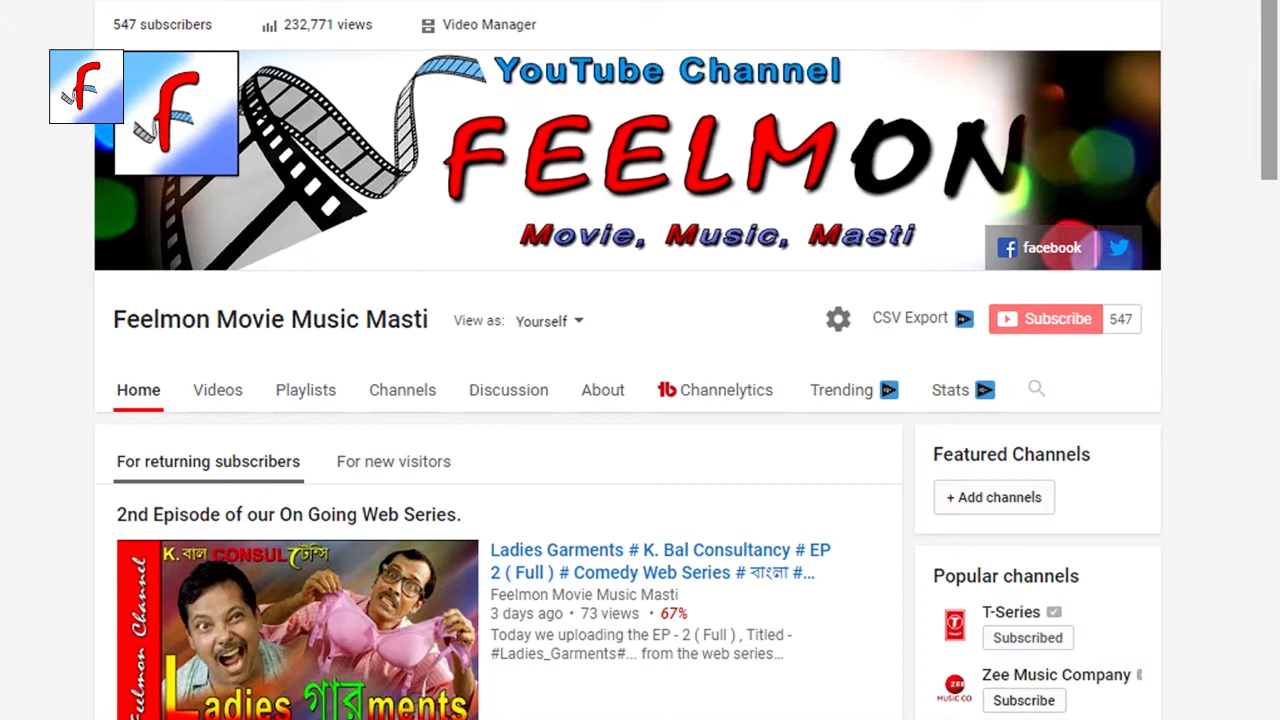 547 subscribers
232,771 views
Video Manager
YouTube Channel
FEELMON
Movie, Music, Masti
facebook
Feelmon Movie Music Masti
View as: Yourself
CSV Export
Subscribe 547
Home Videos Playlists Channels Discussion About Channelytics Trending Stats
For returning subscribers
For new visitors
Featured Channels
+ Add channels
2nd Episode of our On Going Web Series.
Feelmon Channel
K. বাল CONSULটেন্সি
Ladies গারments
Ladies Garments # K. Bal Consultancy # EP
2 ( Full ) # Comedy Web Series # বাংলা #...
Feelmon Movie Music Masti
3 days ago • 73 views • 67%
Today we uploading the EP - 2 ( Full ) , Titled -
#Ladies_Garments#... from the web series...
Popular channels
T-Series
Subscribed
Zee Music Company
ZEE
MUSIC CO.
Subscribe